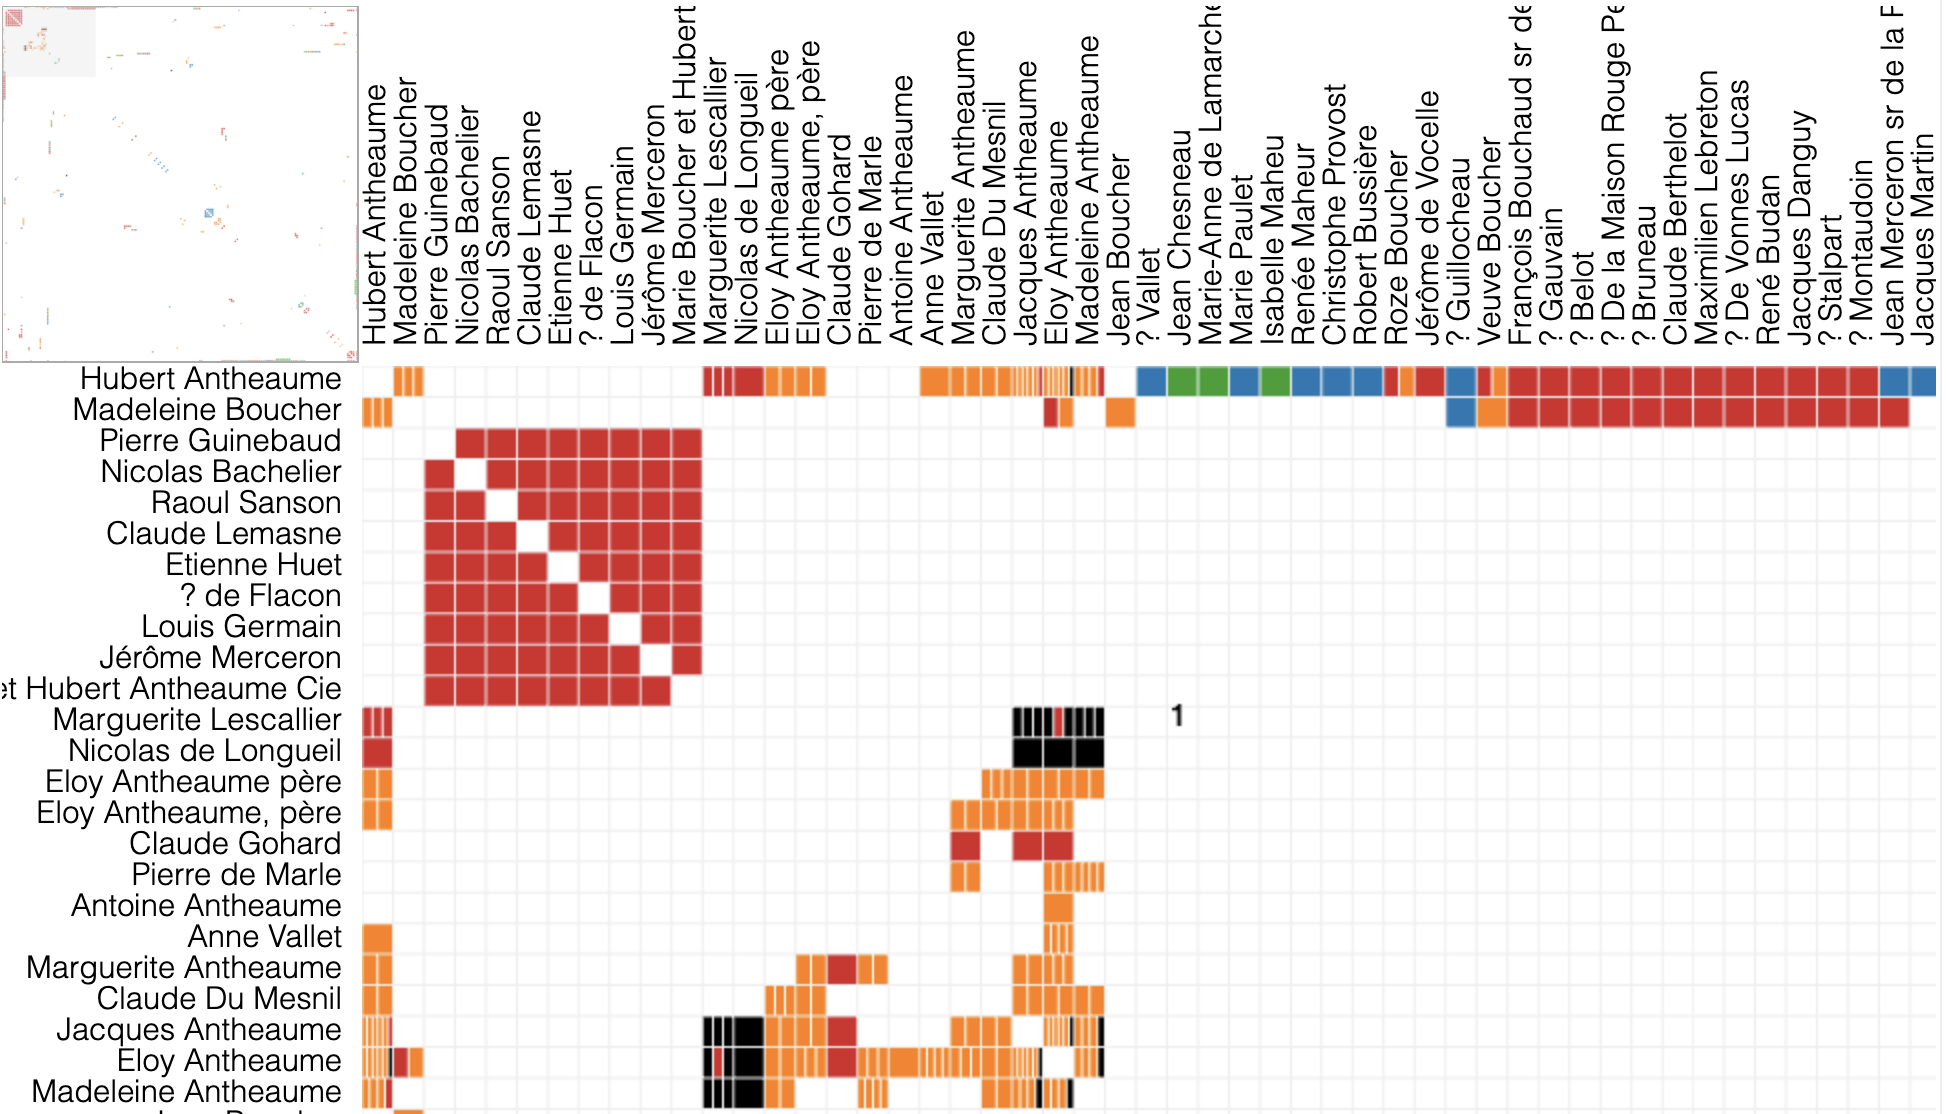 Hubert Antheaume
Madeleine Boucher
Pierre Guinebaud
Nicolas Bachelier
Raoul Sanson
Claude Lemasne
Etienne Huet
? de Flacon
Louis Germain
Jérôme Merceron
Marie Boucher et Hubert
Marguerite Lescallier
Nicolas de Longueil
Eloy Antheaume père
Eloy Antheaume, père
Claude Gohard
Pierre de Marle
Antoine Antheaume
Anne Vallet
Marguerite Antheaume
Claude Du Mesnil
Jacques Antheaume
Eloy Antheaume
Madeleine Antheaume
Jean Boucher
? Vallet
Jean Chesneau
Marie-Anne de Lamarche
Marie Paulet
Isabelle Maheu
Renée Maheur
Christophe Provost
Robert Bussière
Roze Boucher
Jérôme de Vocelle
? Guillocheau
Veuve Boucher
François Bouchaud sr de
? Gauvain
? Belot
? De la Maison Rouge Pe
? Bruneau
Claude Berthelot
Maximilien Lebreton
? De Vonnes Lucas
René Budan
Jacques Danguy
? Stalpart
? Montaudoin
Jean Merceron sr de la
Jacques Martin
Hubert Antheaume
Madeleine Boucher
Pierre Guinebaud
Nicolas Bachelier
Raoul Sanson
Claude Lemasne
Etienne Huet
? de Flacon
Louis Germain
Jérôme Merceron
et Hubert Antheaume Cie
Marguerite Lescallier
1
Nicolas de Longueil
Eloy Antheaume père
Eloy Antheaume, père
Claude Gohard
Pierre de Marle
Antoine Antheaume
Anne Vallet
Marguerite Antheaume
Claude Du Mesnil
Jacques Antheaume
Eloy Antheaume
Madeleine Antheaume